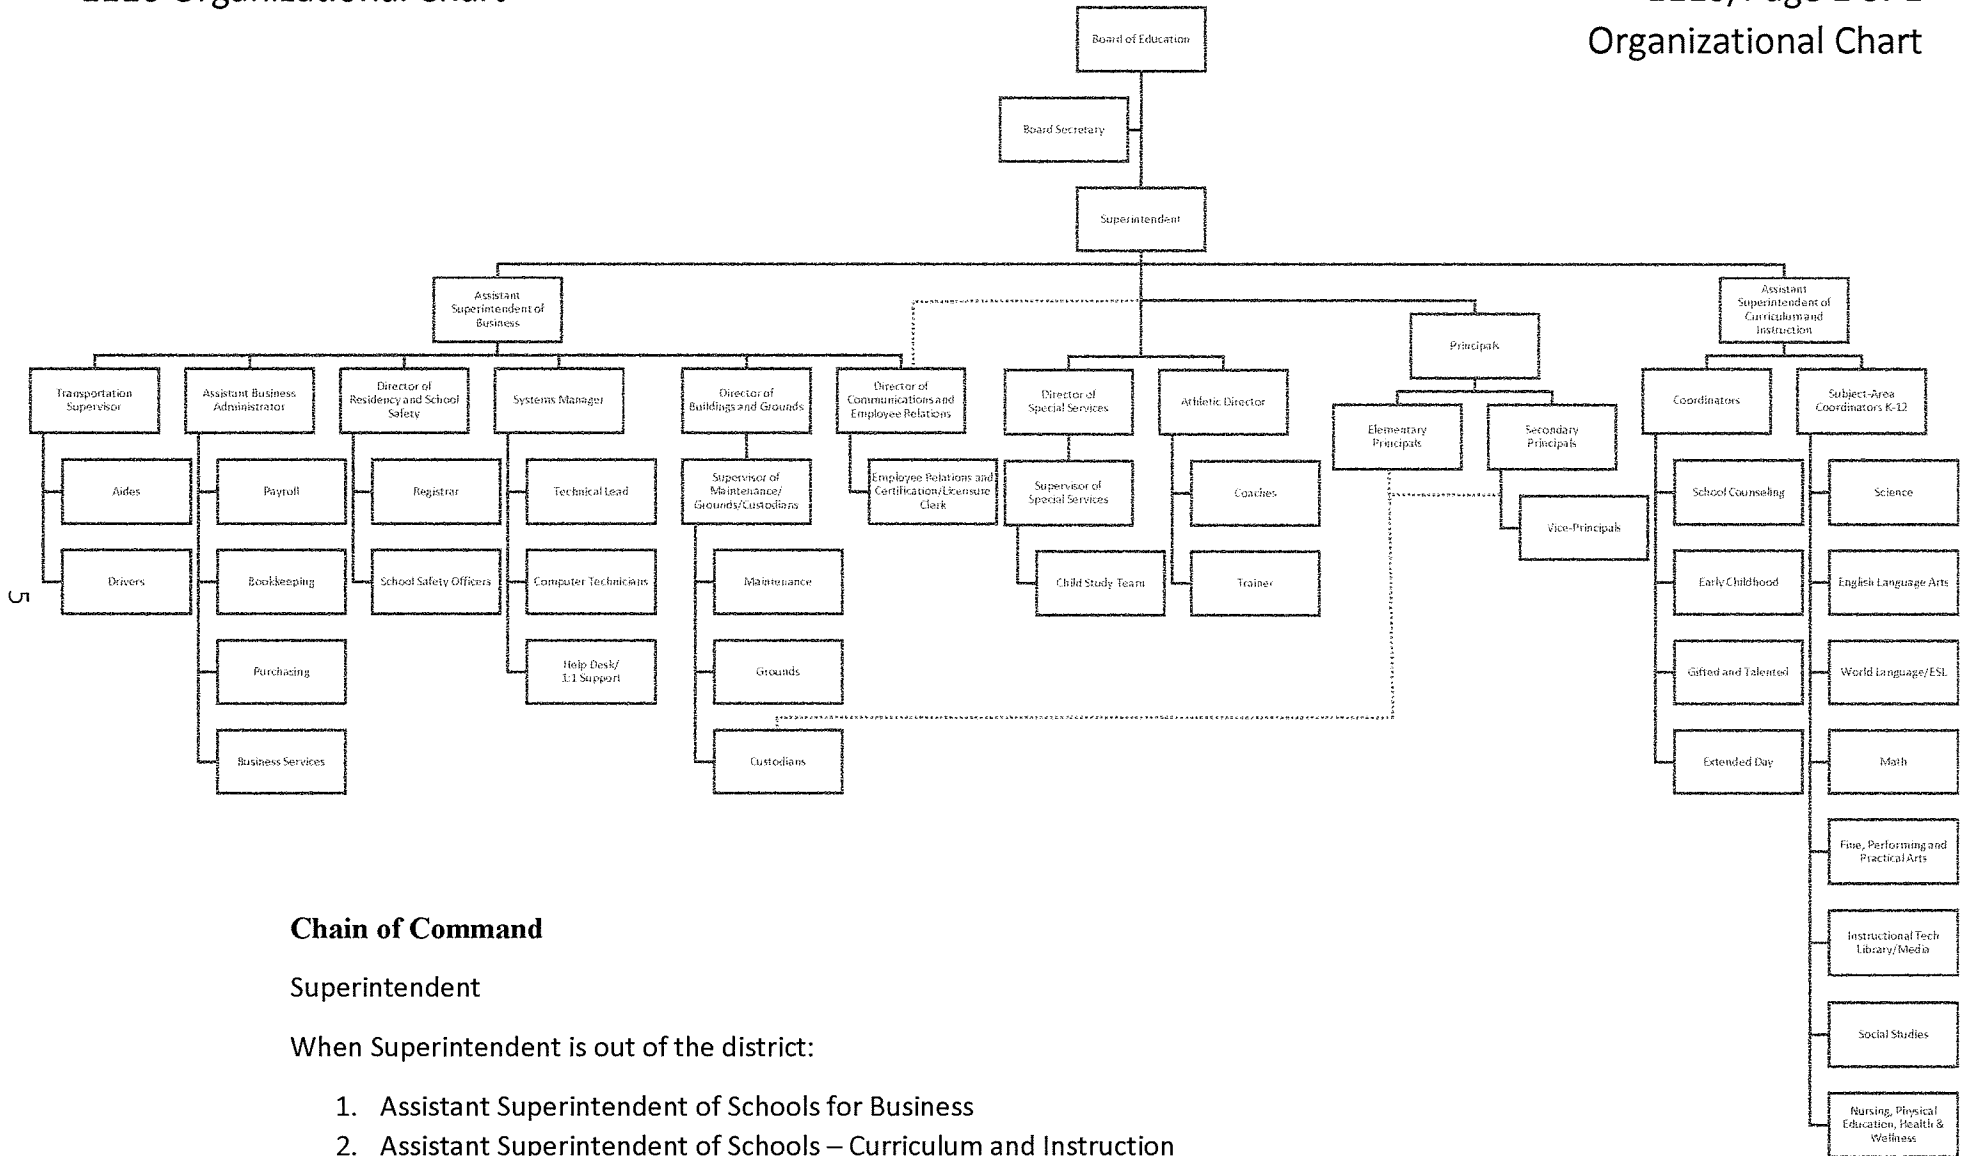 Organizational Chart
Organizational Chart
Board of Education
Board Secretary
Superintendent
Assistant
Superintendent of
Business
Assistant
Superintendent of
Curriculum and
Instruction
Principals
Transportation
Supervisor
Assistant Business
Administrator
Director of
Residency and School
Safety
Systems Manager
Director of
Buildings and Grounds
Director of
Communications and
Employee Relations
Director of
Special Services
Athletic Director
Elementary
Principals
Secondary
Principals
Coordinators
Subject-Area
Coordinators K-12
Aides
Payroll
Registrar
Technical Lead
Supervisor of
Maintenance/
Grounds/Custodians
Employee Relations and
Certification/Licensure
Clerk
Supervisor of
Special Services
Coaches
Vice-Principals
School Counseling
Science
Drivers
Bookkeeping
School Safety Officers
Computer Technicians
Maintenance
Child Study Team
Trainer
Early Childhood
English Language Arts
5
Purchasing
Help Desk/
1:1 Support
Grounds
Gifted and Talented
World Language/ESL
Business Services
Custodians
Extended Day
Math
Fine, Performing and
Practical Arts
Instructional Tech
Library/Media
Social Studies
Nursing, Physical
Education, Health &
Wellness
Chain of Command
Superintendent
When Superintendent is out of the district:
1. Assistant Superintendent of Schools for Business
2. Assistant Superintendent of Schools – Curriculum and Instruction